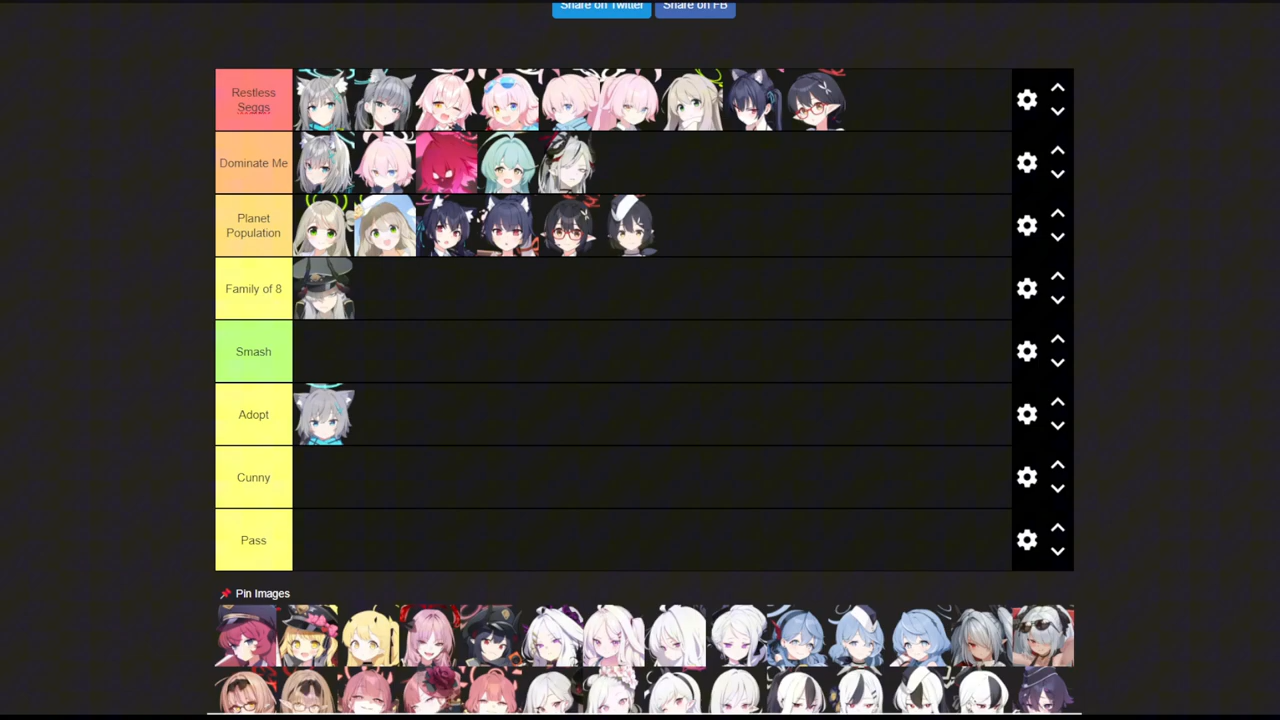 Share on Twitter
Share on FB
Restless
Seggs
Dominate Me
Planet
Population
Family of 8
Smash
Adopt
Cunny
Pass
Pin Images